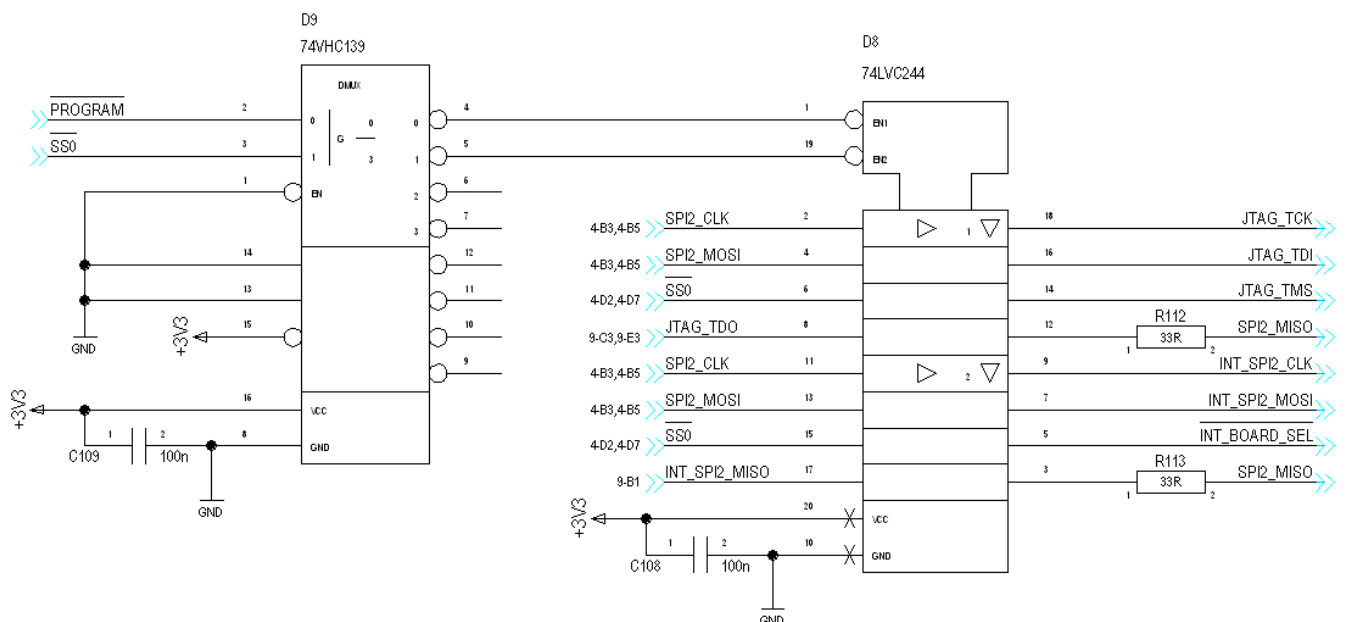 D9
74VHC139
DMUX
PROGRAM 2 0 G 0 3 0 4
SS0 3 1 1 5
1 EN 2 6
3 7
14 12
13 11
+3V3 15 10
9
GND
+3V3 16 VCC
1 2 8 GND
C109 100n
GND
D8
74LVC244
1 EN1
19 EN2
4-B3,4-B5 SPI2_CLK 2 1 18 JTAG_TCK
4-B3,4-B5 SPI2_MOSI 4 16 JTAG_TDI
4-D2,4-D7 SS0 6 14 JTAG_TMS
9-C3,9-E3 JTAG_TDO 8 12 1 R112 33R 2 SPI2_MISO
4-B3,4-B5 SPI2_CLK 11 2 9 INT_SPI2_CLK
4-B3,4-B5 SPI2_MOSI 13 7 INT_SPI2_MOSI
4-D2,4-D7 SS0 15 5 INT_BOARD_SEL
9-B1 INT_SPI2_MISO 17 3 1 R113 33R 2 SPI2_MISO
+3V3 20 VCC
1 2 10 GND
C108 100n
GND